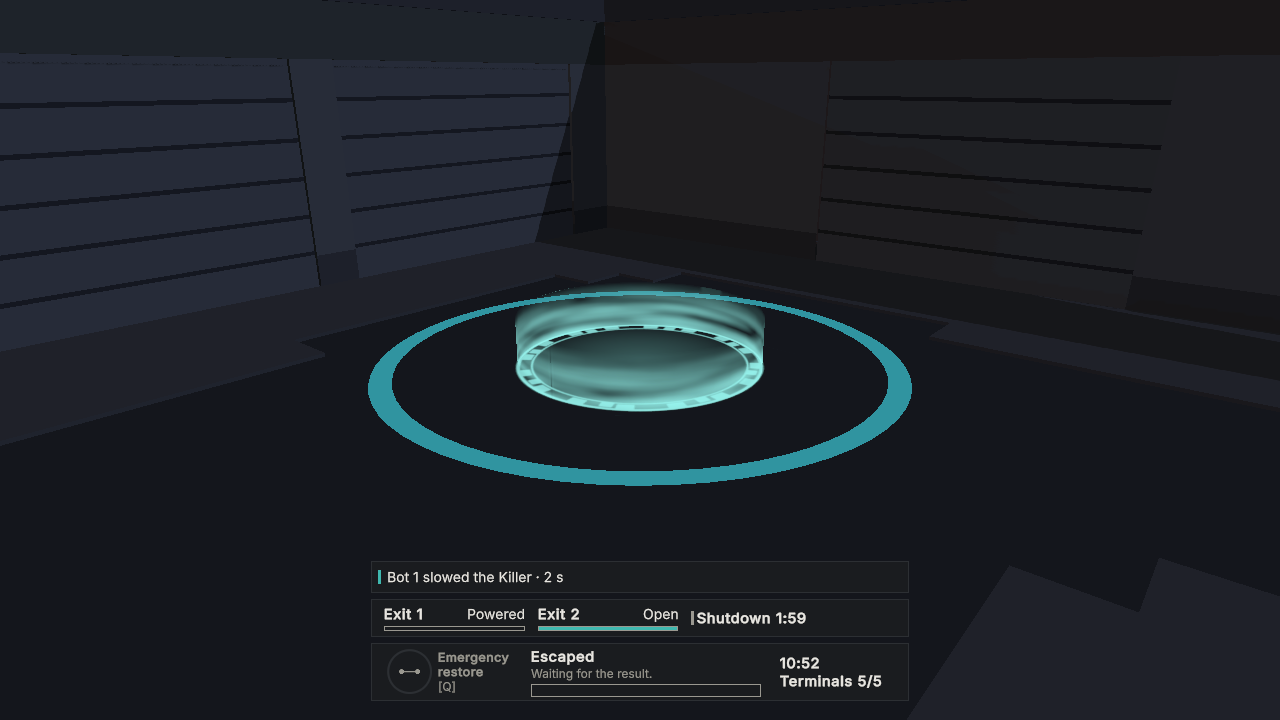 Bot 1 slowed the Killer · 2 s
Exit 1 Powered Exit 2 Open Shutdown 1:59
Emergency restore [Q]
Escaped
Waiting for the result.
10:52
Terminals 5/5